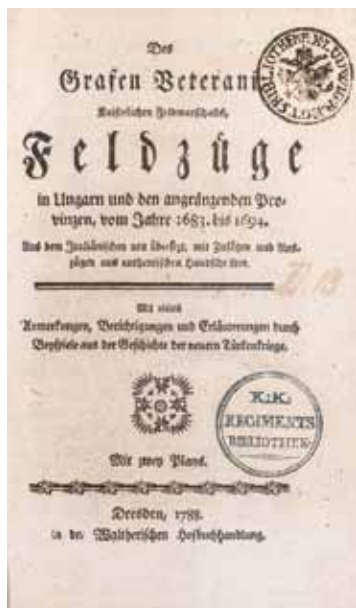 Des
Grafen Veterani
Kaiserlichen Feldmarschalls,
Feldzüge
in Ungarn und den angränzenden Pro-
vinzen, vom Jahre 1683. bis 1694.
Aus dem Italiänischen neu übersezt, mit Zusätzen und Aus-
zügen aus authentischen Handschriften.
Mit vielen
Anmerkungen, Berichtigungen und Erläuterungen durch
Beyspiele aus der Geschichte der neuern Türkenkriege.
Mit zwey Plans.
K.K.
REGIMENTS
BIBLIOTHEK
Dresden, 1788.
in der Waltherischen Hofbuchhandlung.